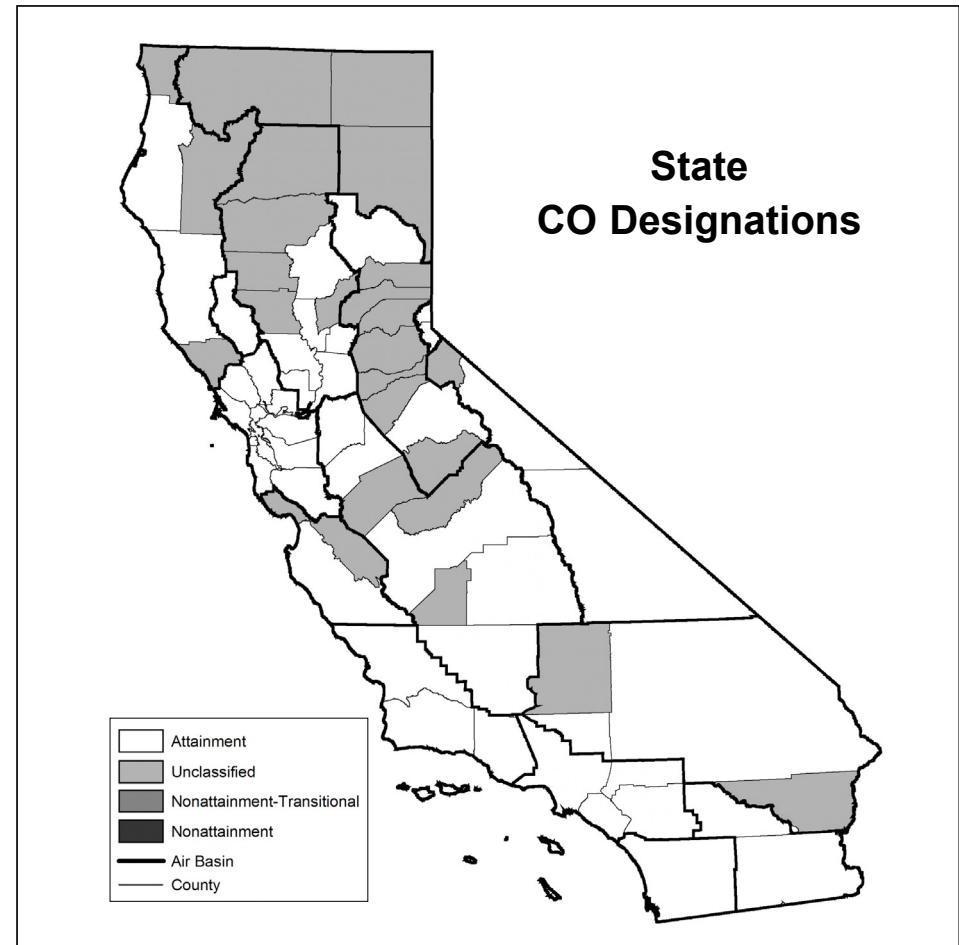 State
CO Designations
Attainment
Unclassified
Nonattainment-Transitional
Nonattainment
Air Basin
County